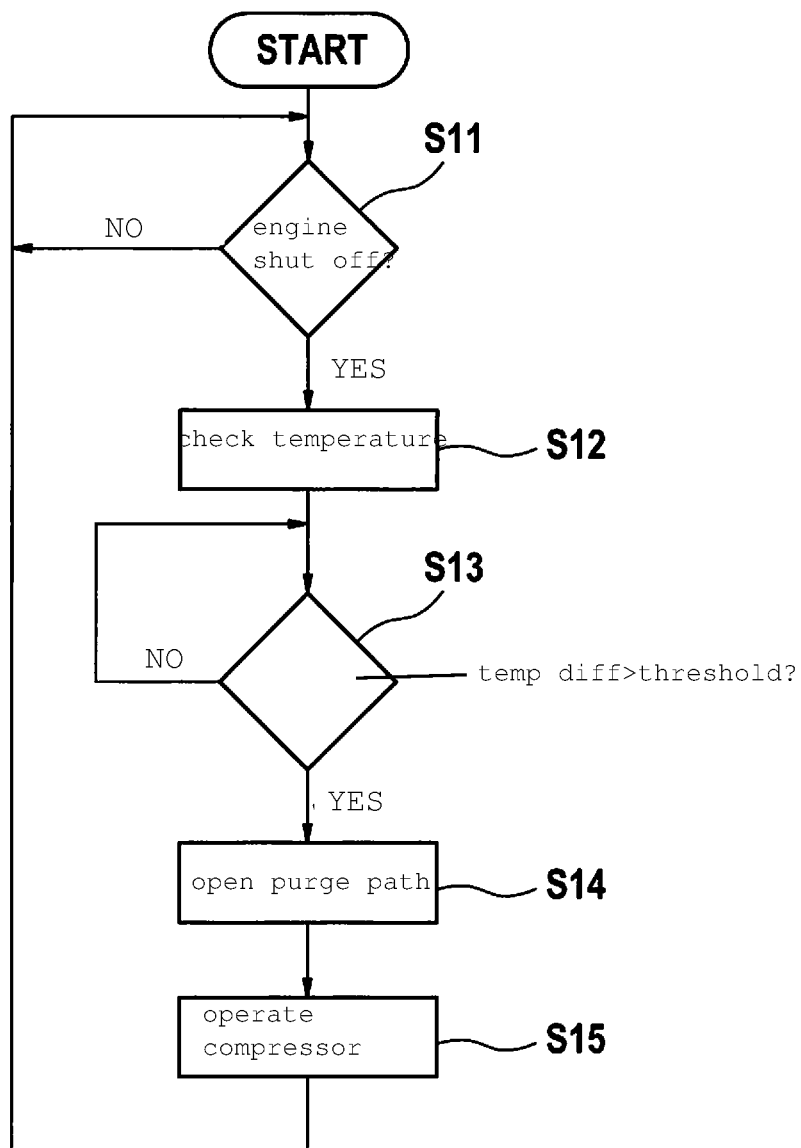 START
S11
engine
shut off?
NO
YES
check temperature
S12
S13
NO
temp diff>threshold?
YES
open purge path
S14
operate
compressor
S15